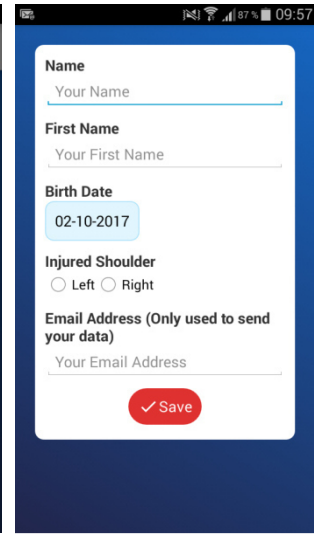 87 % 09:57
Name
Your Name
First Name
Your First Name
Birth Date
02-10-2017
Injured Shoulder
Left Right
Email Address (Only used to send
your data)
Your Email Address
Save